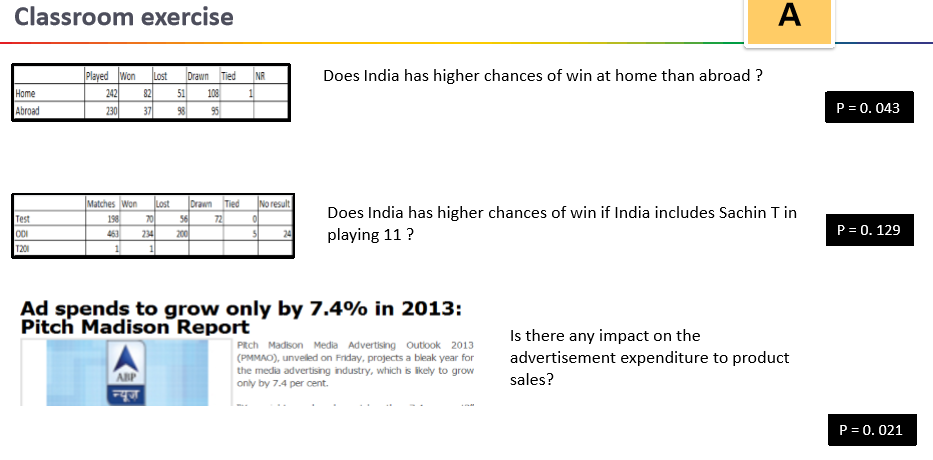 Classroom exercise
A
Played Won Lost Drawn Tied NR
Home 242 82 51 108 1
Abroad 230 37 98 95
Does India has higher chances of win at home than abroad ?
P = 0. 043
Matches Won Lost Drawn Tied No result
Test 198 70 56 72 0
ODI 463 234 200 5 24
T20I 1 1
Does India has higher chances of win if India includes Sachin T in
playing 11 ?
P = 0. 129
Ad spends to grow only by 7.4% in 2013:
Pitch Madison Report
ABP
न्यूज़
Pitch Madison Media Advertising Outlook 2013
(PMMAO), unveiled on Friday, projects a bleak year for
the media advertising industry, which is likely to grow
only by 7.4 per cent.
Is there any impact on the
advertisement expenditure to product
sales?
P = 0. 021